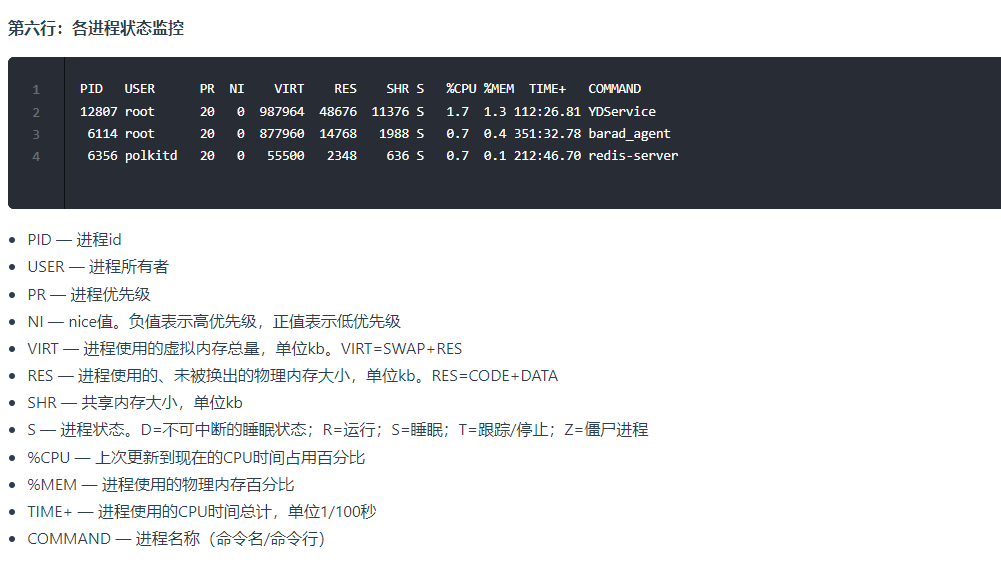 第六行：各进程状态监控
1 PID USER PR NI VIRT RES SHR S %CPU %MEM TIME+ COMMAND
2 12807 root 20 0 987964 48676 11376 S 1.7 1.3 112:26.81 YDService
3 6114 root 20 0 877960 14768 1988 S 0.7 0.4 351:32.78 barad_agent
4 6356 polkitd 20 0 55500 2348 636 S 0.7 0.1 212:46.70 redis-server
• PID — 进程id
• USER — 进程所有者
• PR — 进程优先级
• NI — nice值。负值表示高优先级，正值表示低优先级
• VIRT — 进程使用的虚拟内存总量，单位kb。VIRT=SWAP+RES
• RES — 进程使用的、未被换出的物理内存大小，单位kb。RES=CODE+DATA
• SHR — 共享内存大小，单位kb
• S — 进程状态。D=不可中断的睡眠状态；R=运行；S=睡眠；T=跟踪/停止；Z=僵尸进程
• %CPU — 上次更新到现在的CPU时间占用百分比
• %MEM — 进程使用的物理内存百分比
• TIME+ — 进程使用的CPU时间总计，单位1/100秒
• COMMAND — 进程名称（命令名/命令行）